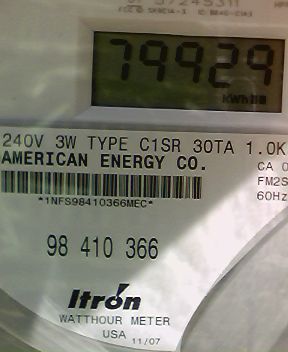 79929
KWh
240V 3W TYPE C1SR 30TA 1.0K
AMERICAN ENERGY CO.
CA 0
FM2S
*1NFS98410366MEC*
60Hz
98 410 366
Itron
WATTHOUR METER
USA 11/07